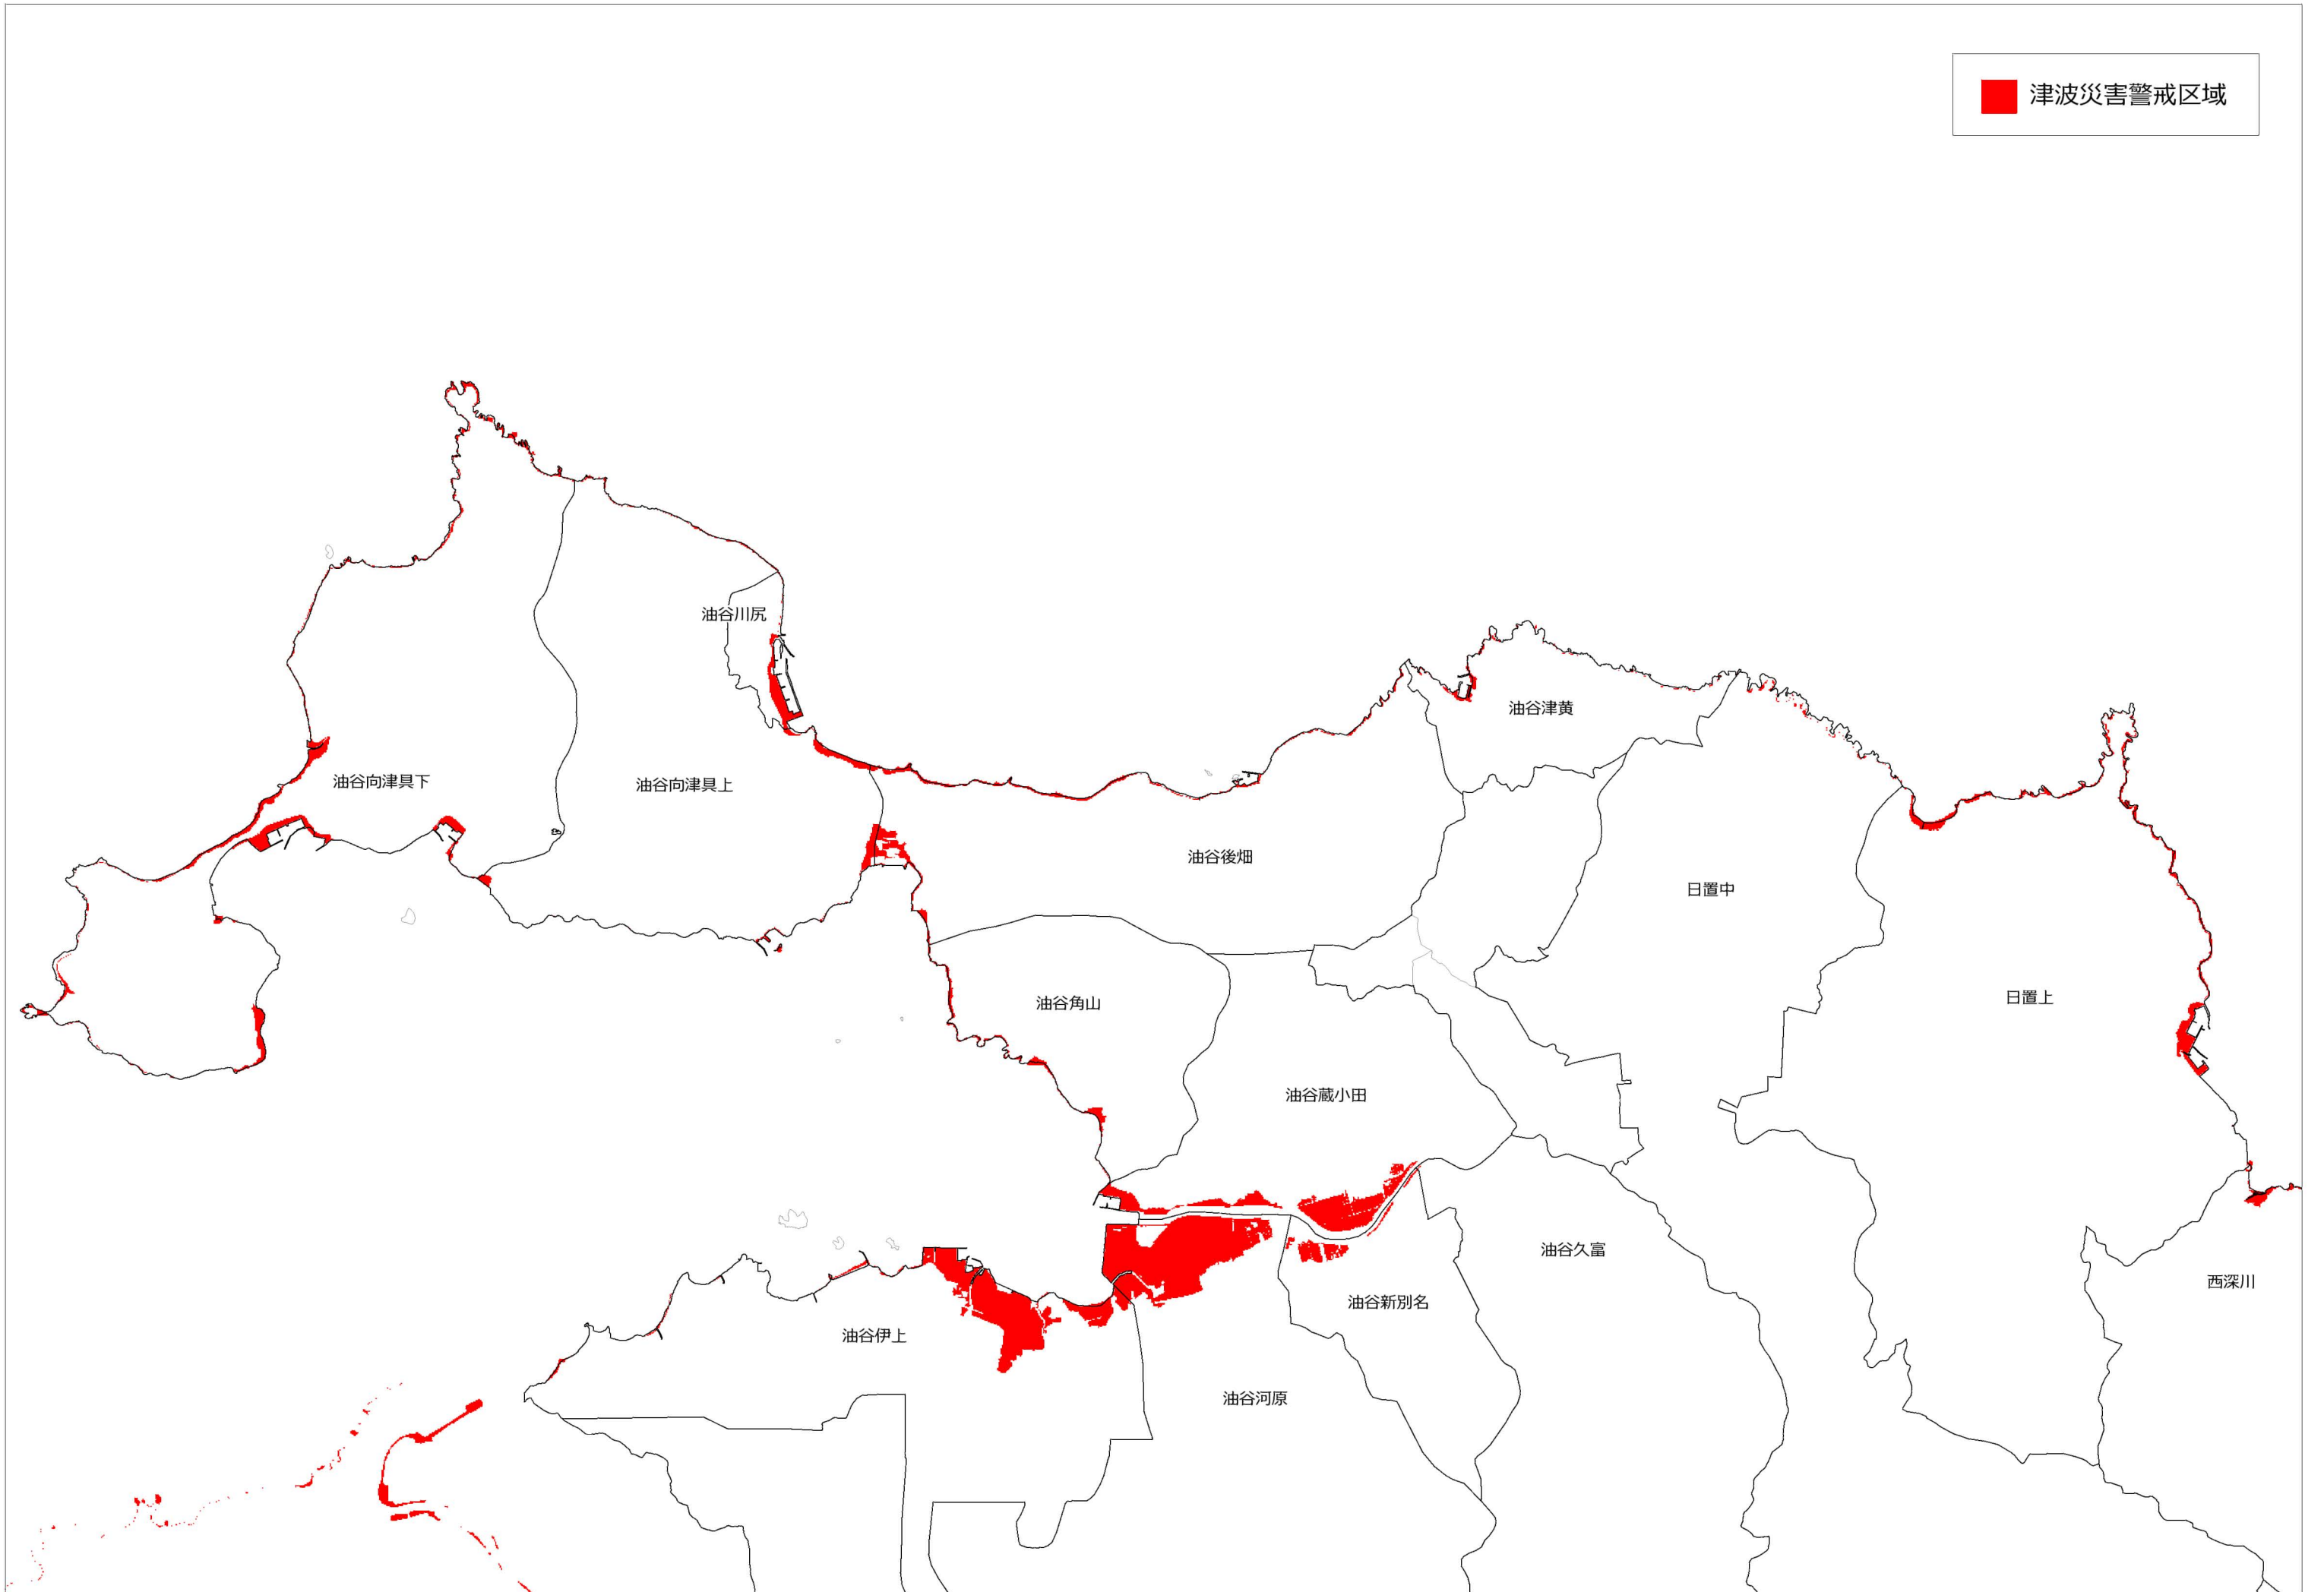 津波災害警戒区域
油谷川尻
油谷津黄
油谷向津具下
油谷向津具上
油谷後畑
日置中
日置上
油谷角山
油谷蔵小田
油谷久富
西深川
油谷新別名
油谷伊上
油谷河原